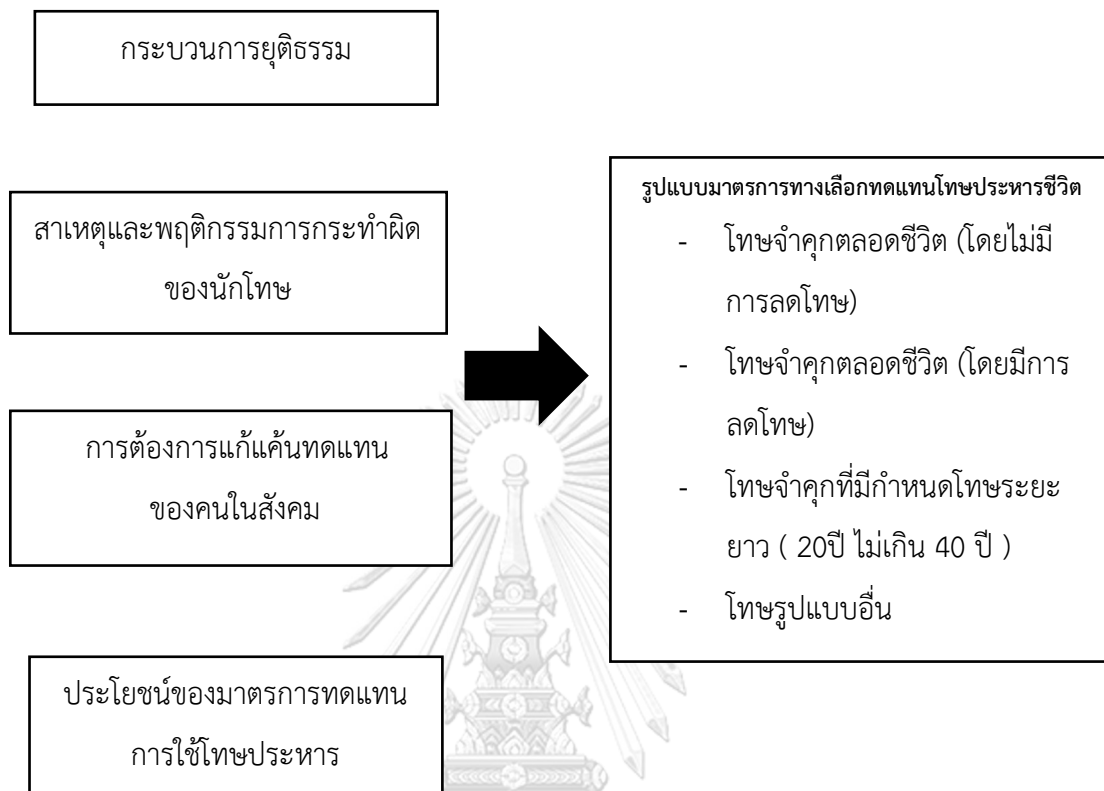 กระบวนการยุติธรรม
สาเหตุและพฤติกรรมการกระทำผิด
ของนักโทษ
การต้องการแก้แค้นทดแทน
ของคนในสังคม
ประโยชน์ของมาตรการทดแทน
การใช้โทษประหาร
รูปแบบมาตรการทางเลือกทดแทนโทษประหารชีวิต
- โทษจำคุกตลอดชีวิต (โดยไม่มี
การลดโทษ)
- โทษจำคุกตลอดชีวิต (โดยมีการ
ลดโทษ)
- โทษจำคุกที่มีกำหนดโทษระยะ
ยาว ( 20ปี ไม่เกิน 40 ปี )
- โทษรูปแบบอื่น